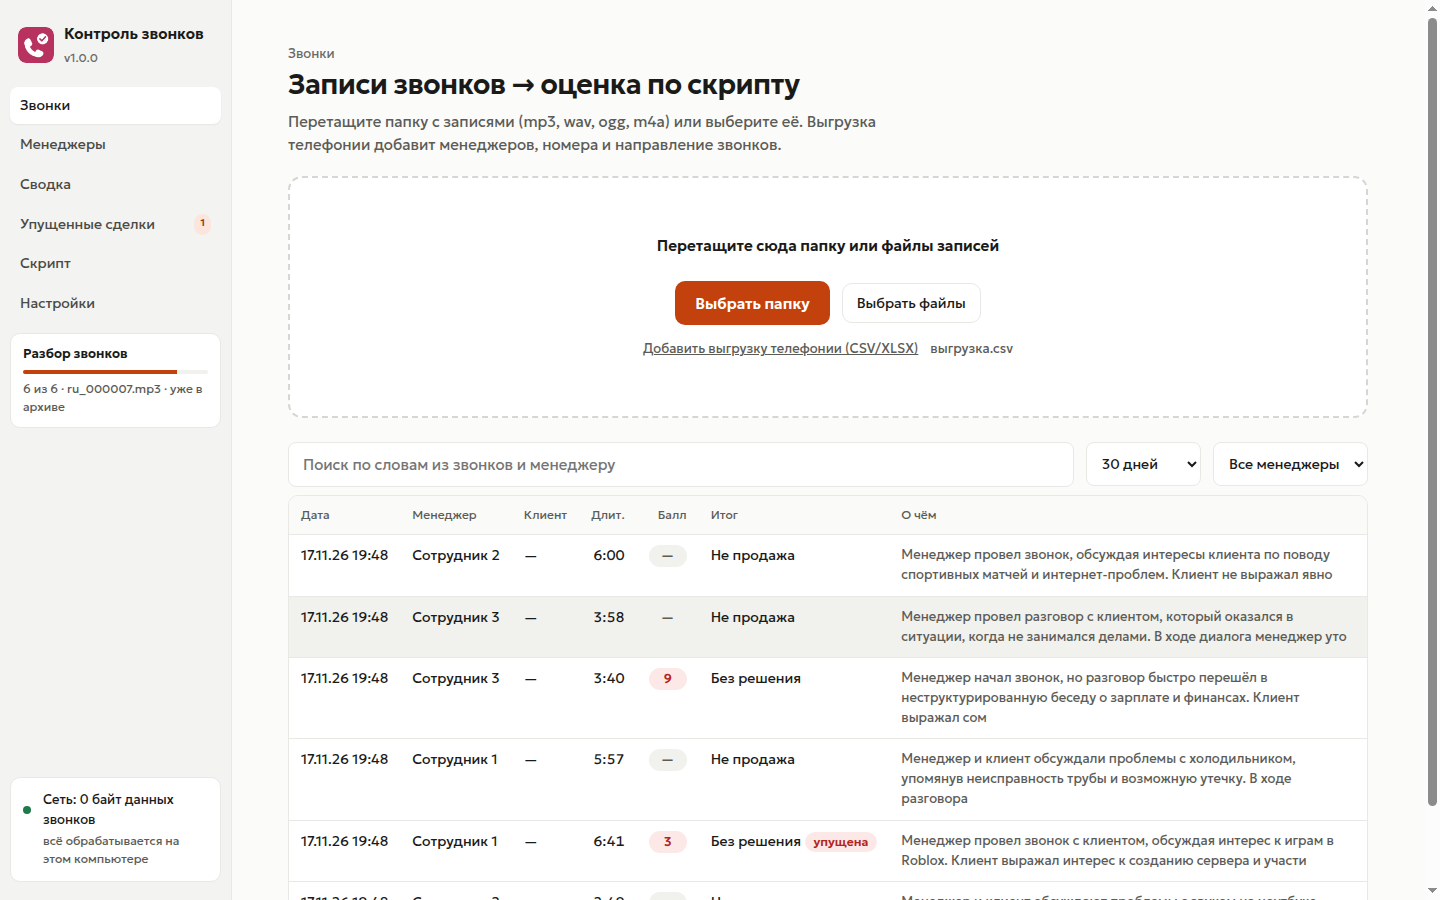 Контроль звонков
v1.0.0
Звонки
Менеджеры
Сводка
Упущенные сделки 1
Скрипт
Настройки
Разбор звонков
6 из 6 · ru_000007.mp3 · уже в
архиве
Сеть: 0 байт данных
звонков
всё обрабатывается на
этом компьютере
Звонки
Записи звонков → оценка по скрипту
Перетащите папку с записями (mp3, wav, ogg, m4a) или выберите её. Выгрузка
телефонии добавит менеджеров, номера и направление звонков.
Перетащите сюда папку или файлы записей
Выбрать папку Выбрать файлы
Добавить выгрузку телефонии (CSV/XLSX) выгрузка.csv
Поиск по словам из звонков и менеджеру 30 дней Все менеджеры
Дата Менеджер Клиент Длит. Балл Итог О чём
17.11.26 19:48 Сотрудник 2 — 6:00 — Не продажа Менеджер провел звонок, обсуждая интересы клиента по поводу
спортивных матчей и интернет-проблем. Клиент не выражал явно
17.11.26 19:48 Сотрудник 3 — 3:58 — Не продажа Менеджер провел разговор с клиентом, который оказался в
ситуации, когда не занимался делами. В ходе диалога менеджер уто
17.11.26 19:48 Сотрудник 3 — 3:40 9 Без решения Менеджер начал звонок, но разговор быстро перешёл в
неструктурированную беседу о зарплате и финансах. Клиент
выражал сом
17.11.26 19:48 Сотрудник 1 — 5:57 — Не продажа Менеджер и клиент обсуждали проблемы с холодильником,
упомянув неисправность трубы и возможную утечку. В ходе
разговора
17.11.26 19:48 Сотрудник 1 — 6:41 3 Без решения упущена Менеджер провел звонок с клиентом, обсуждая интерес к играм в
Roblox. Клиент выражал интерес к созданию сервера и участи